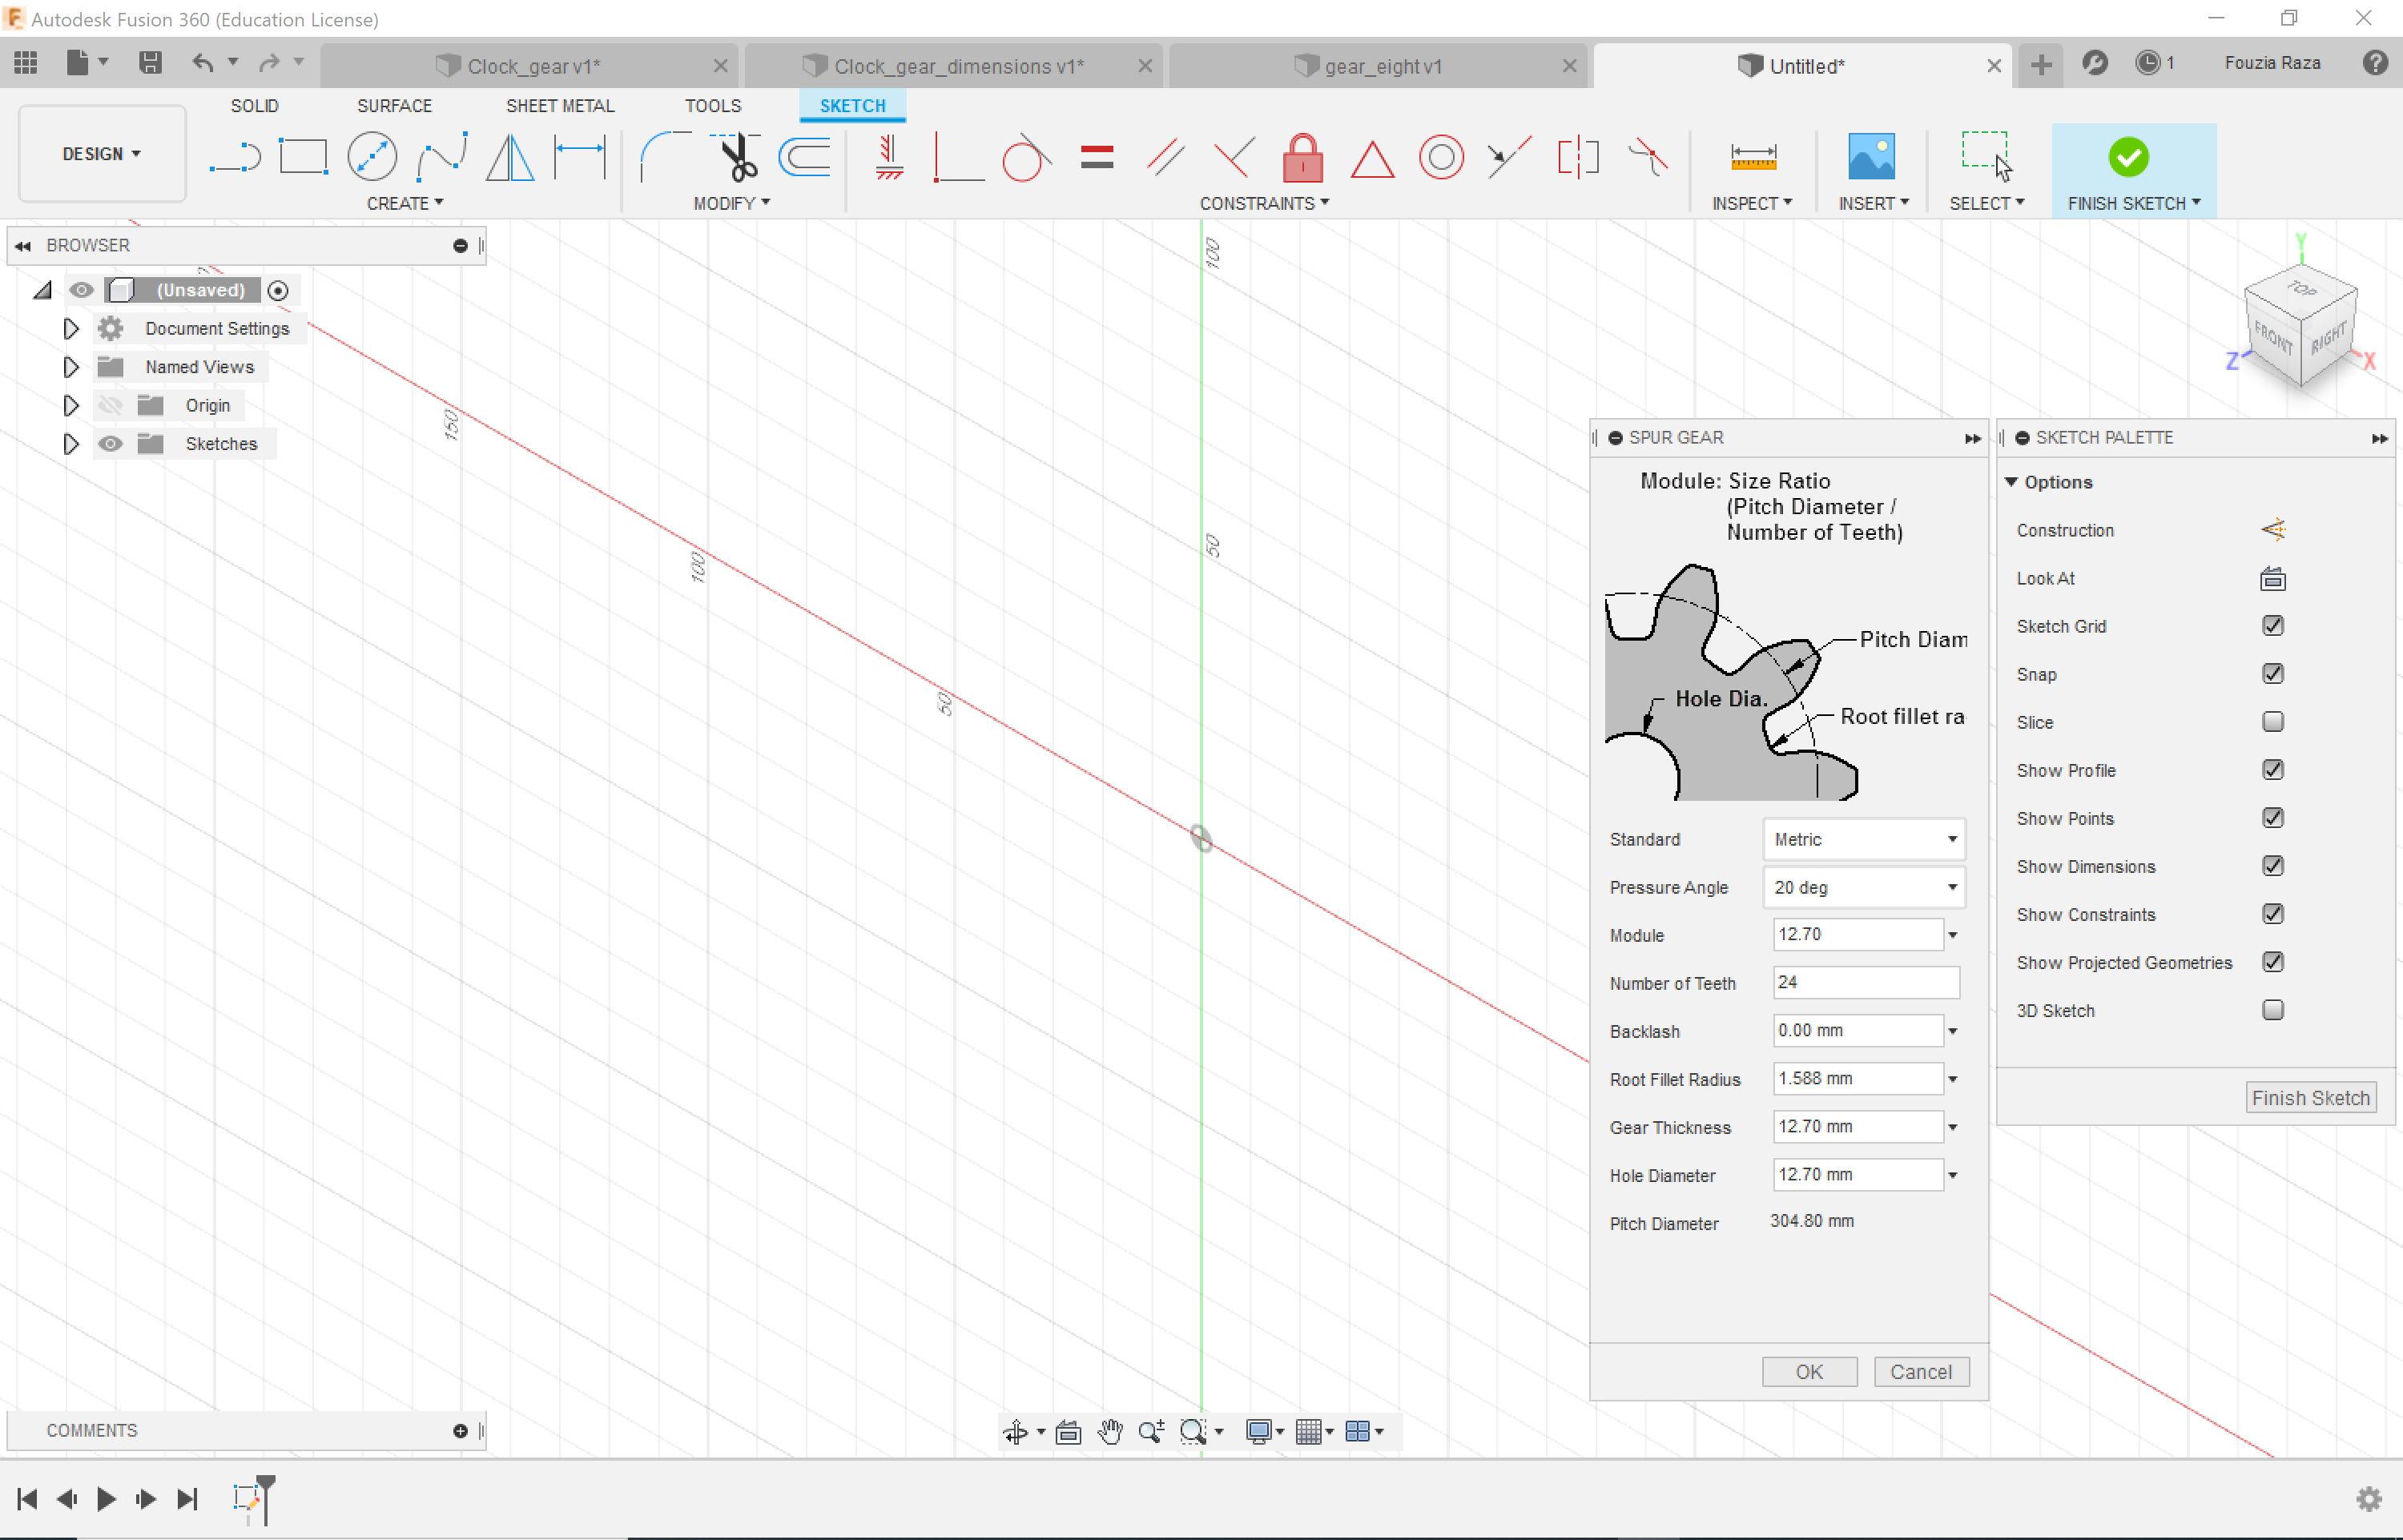 Autodesk Fusion 360 (Education License)
Clock_gear v1*
Clock_gear_dimensions v1*
gear_eight v1
Untitled*
1
Fouzia Raza
SOLID
SURFACE
SHEET METAL
TOOLS
SKETCH
DESIGN
CREATE
MODIFY
CONSTRAINTS
INSPECT
INSERT
SELECT
FINISH SKETCH
BROWSER
(Unsaved)
Document Settings
Named Views
Origin
Sketches
100
50
150
100
50
Y
TOP
FRONT
RIGHT
Z
X
SPUR GEAR
Module: Size Ratio
(Pitch Diameter /
Number of Teeth)
Pitch Diam
Hole Dia.
Root fillet ra
Standard Metric
Pressure Angle 20 deg
Module 12.70
Number of Teeth 24
Backlash 0.00 mm
Root Fillet Radius 1.588 mm
Gear Thickness 12.70 mm
Hole Diameter 12.70 mm
Pitch Diameter 304.80 mm
OK Cancel
SKETCH PALETTE
Options
Construction
Look At
Sketch Grid
Snap
Slice
Show Profile
Show Points
Show Dimensions
Show Constraints
Show Projected Geometries
3D Sketch
Finish Sketch
COMMENTS